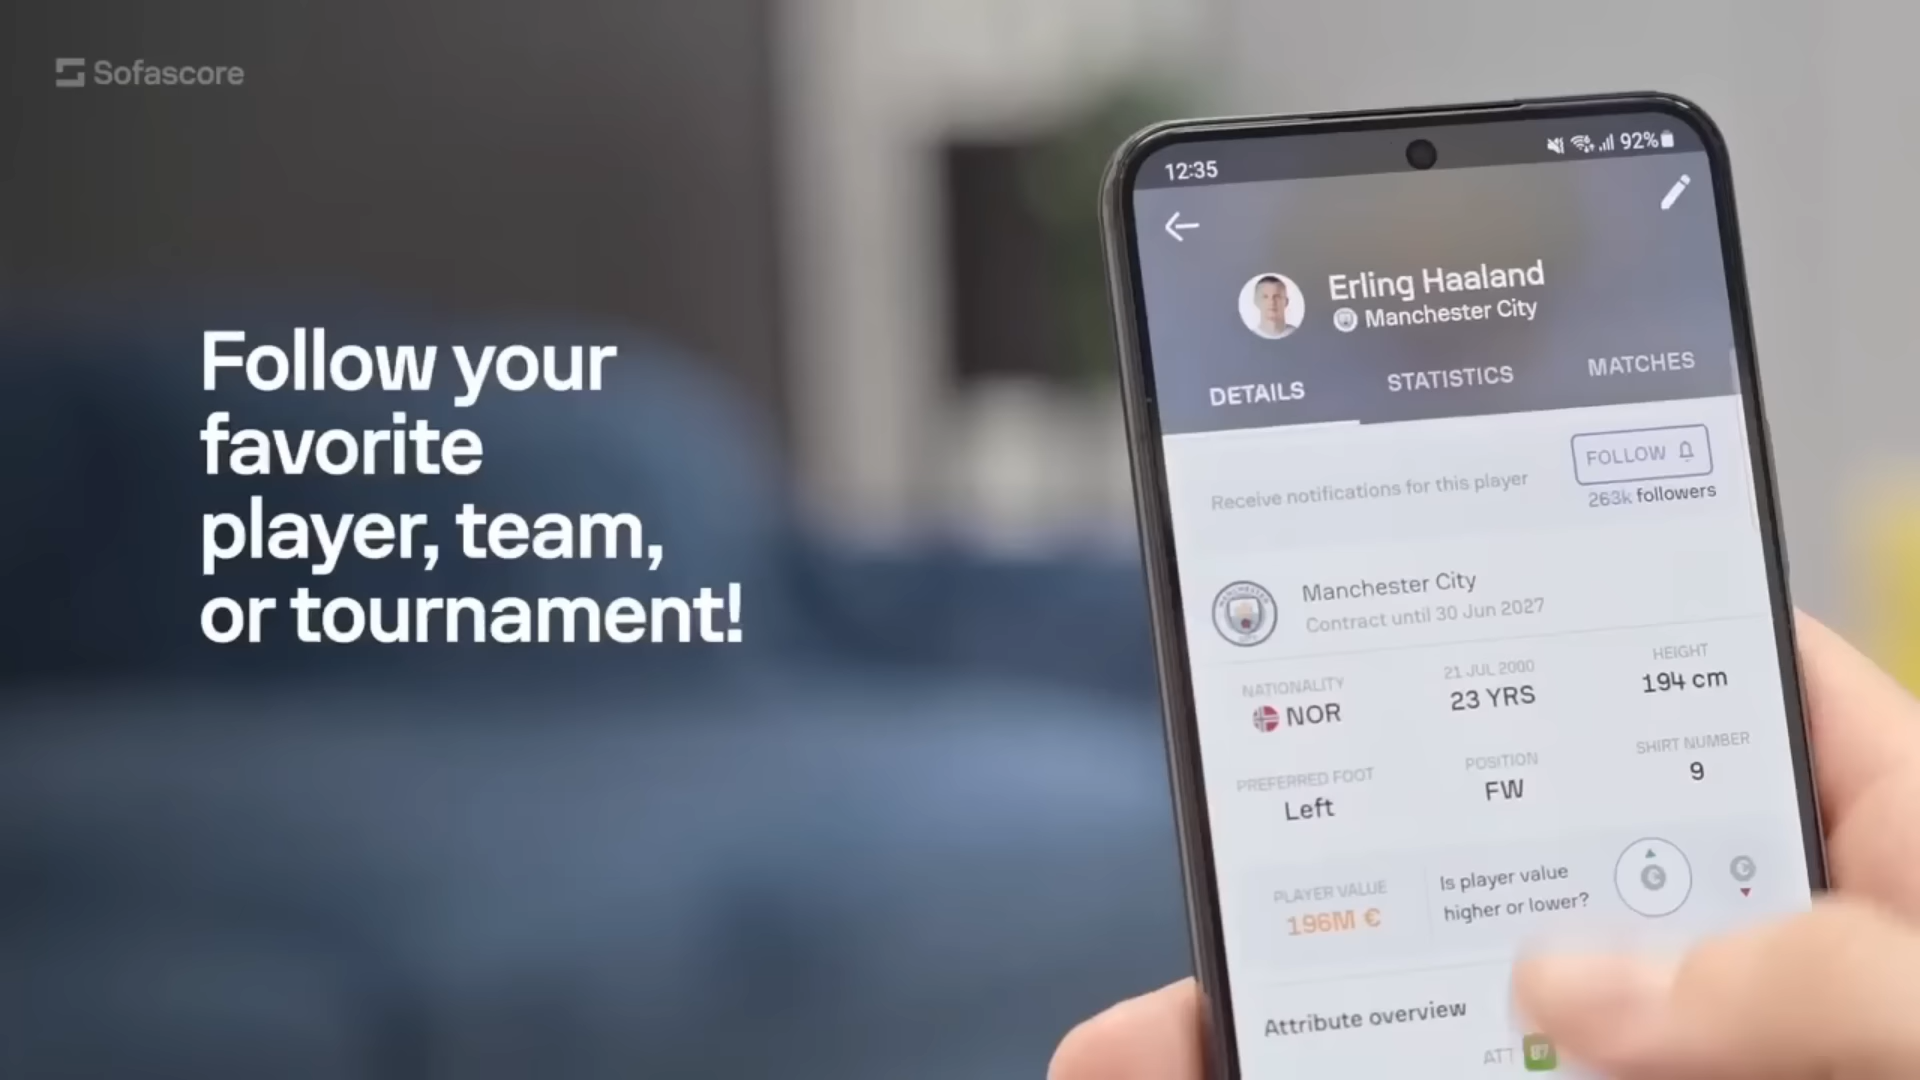 Sofascore
Follow your
favorite
player, team,
or tournament!
12:35
92%
Erling Haaland
Manchester City
DETAILS
STATISTICS
MATCHES
Receive notifications for this player
FOLLOW
263k followers
Manchester City
Contract until 30 Jun 2027
NATIONALITY
NOR
21 JUL 2000
23 YRS
HEIGHT
194 cm
PREFERRED FOOT
Left
POSITION
FW
SHIRT NUMBER
9
PLAYER VALUE
196M €
Is player value
higher or lower?
Attribute overview
ATT 87